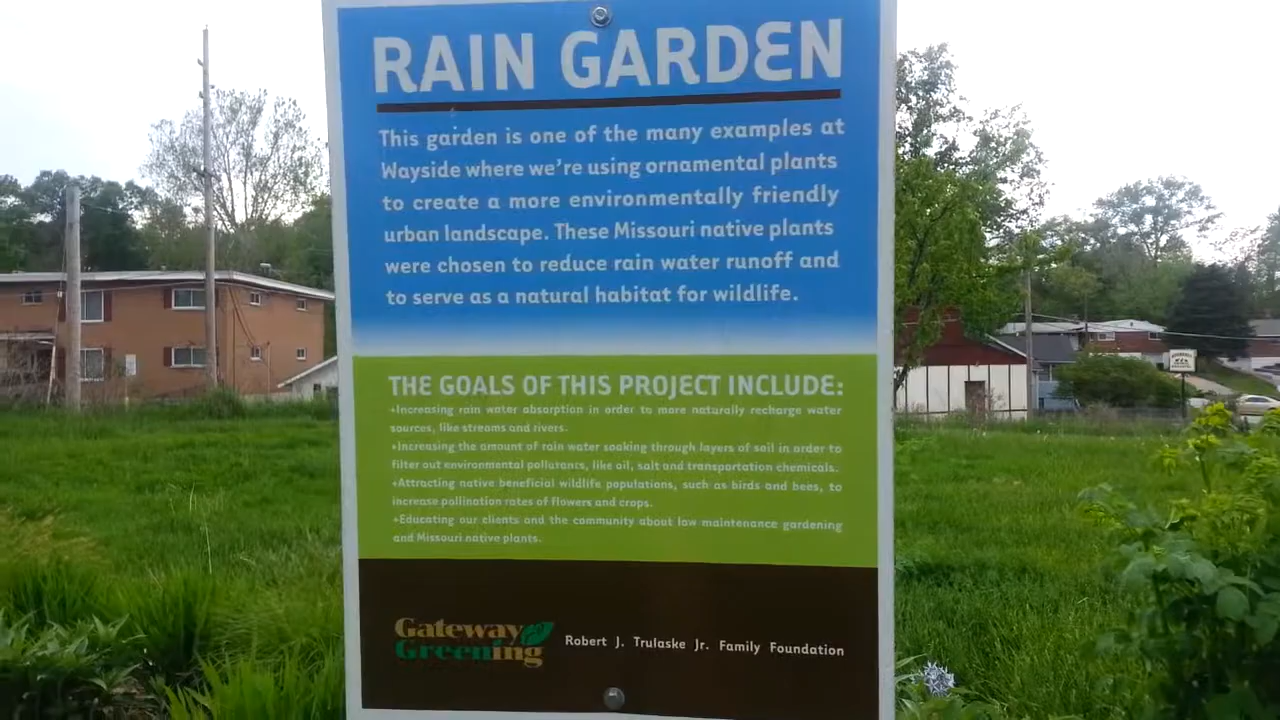 RAIN GARDEN
This garden is one of the many examples at
Wayside where we're using ornamental plants
to create a more environmentally friendly
urban landscape. These Missouri native plants
were chosen to reduce rain water runoff and
to serve as a natural habitat for wildlife.
THE GOALS OF THIS PROJECT INCLUDE:
•Increasing rain water absorption in order to more naturally recharge water
sources, like streams and rivers.
•Increasing the amount of rain water soaking through layers of soil in order to
filter out environmental pollutants, like oil, salt and transportation chemicals.
•Attracting native beneficial wildlife populations, such as birds and bees, to
increase pollination rates of flowers and crops.
•Educating our clients and the community about low maintenance gardening
and Missouri native plants.
Gateway
Greening
Robert J. Trulaske Jr. Family Foundation